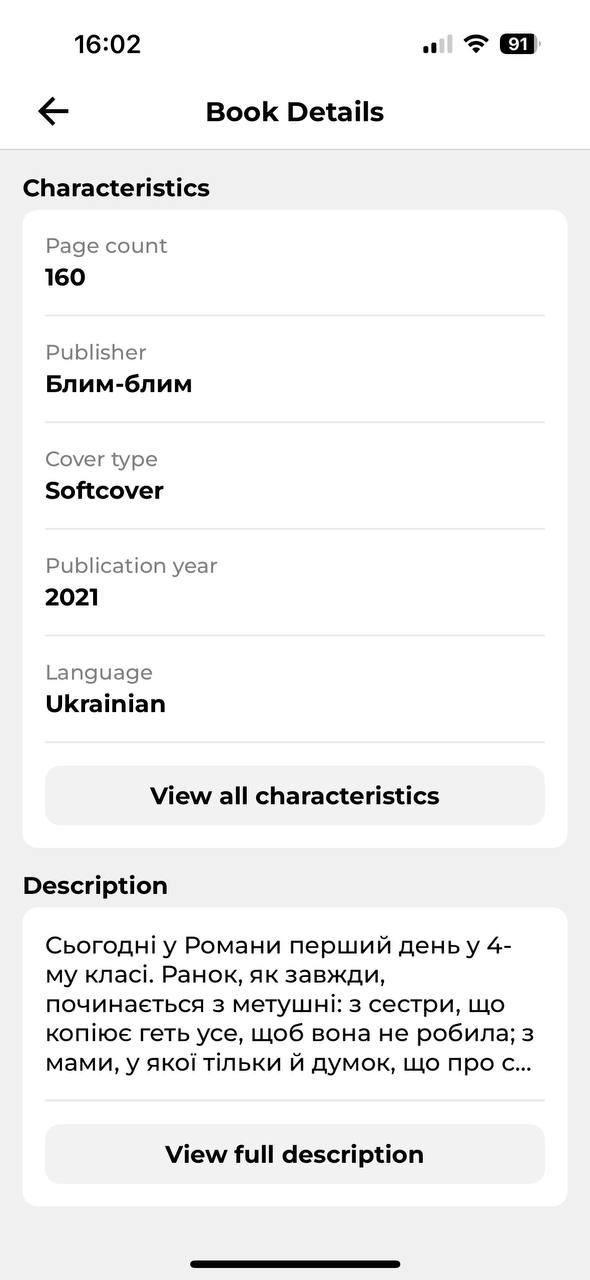 16:02
91
Book Details
Characteristics
Page count
160
Publisher
Блим-блим
Cover type
Softcover
Publication year
2021
Language
Ukrainian
View all characteristics
Description
Сьогодні у Романи перший день у 4-
му класі. Ранок, як завжди,
починається з метушні: з сестри, що
копіює геть усе, щоб вона не робила; з
мами, у якої тільки й думок, що про с...
View full description